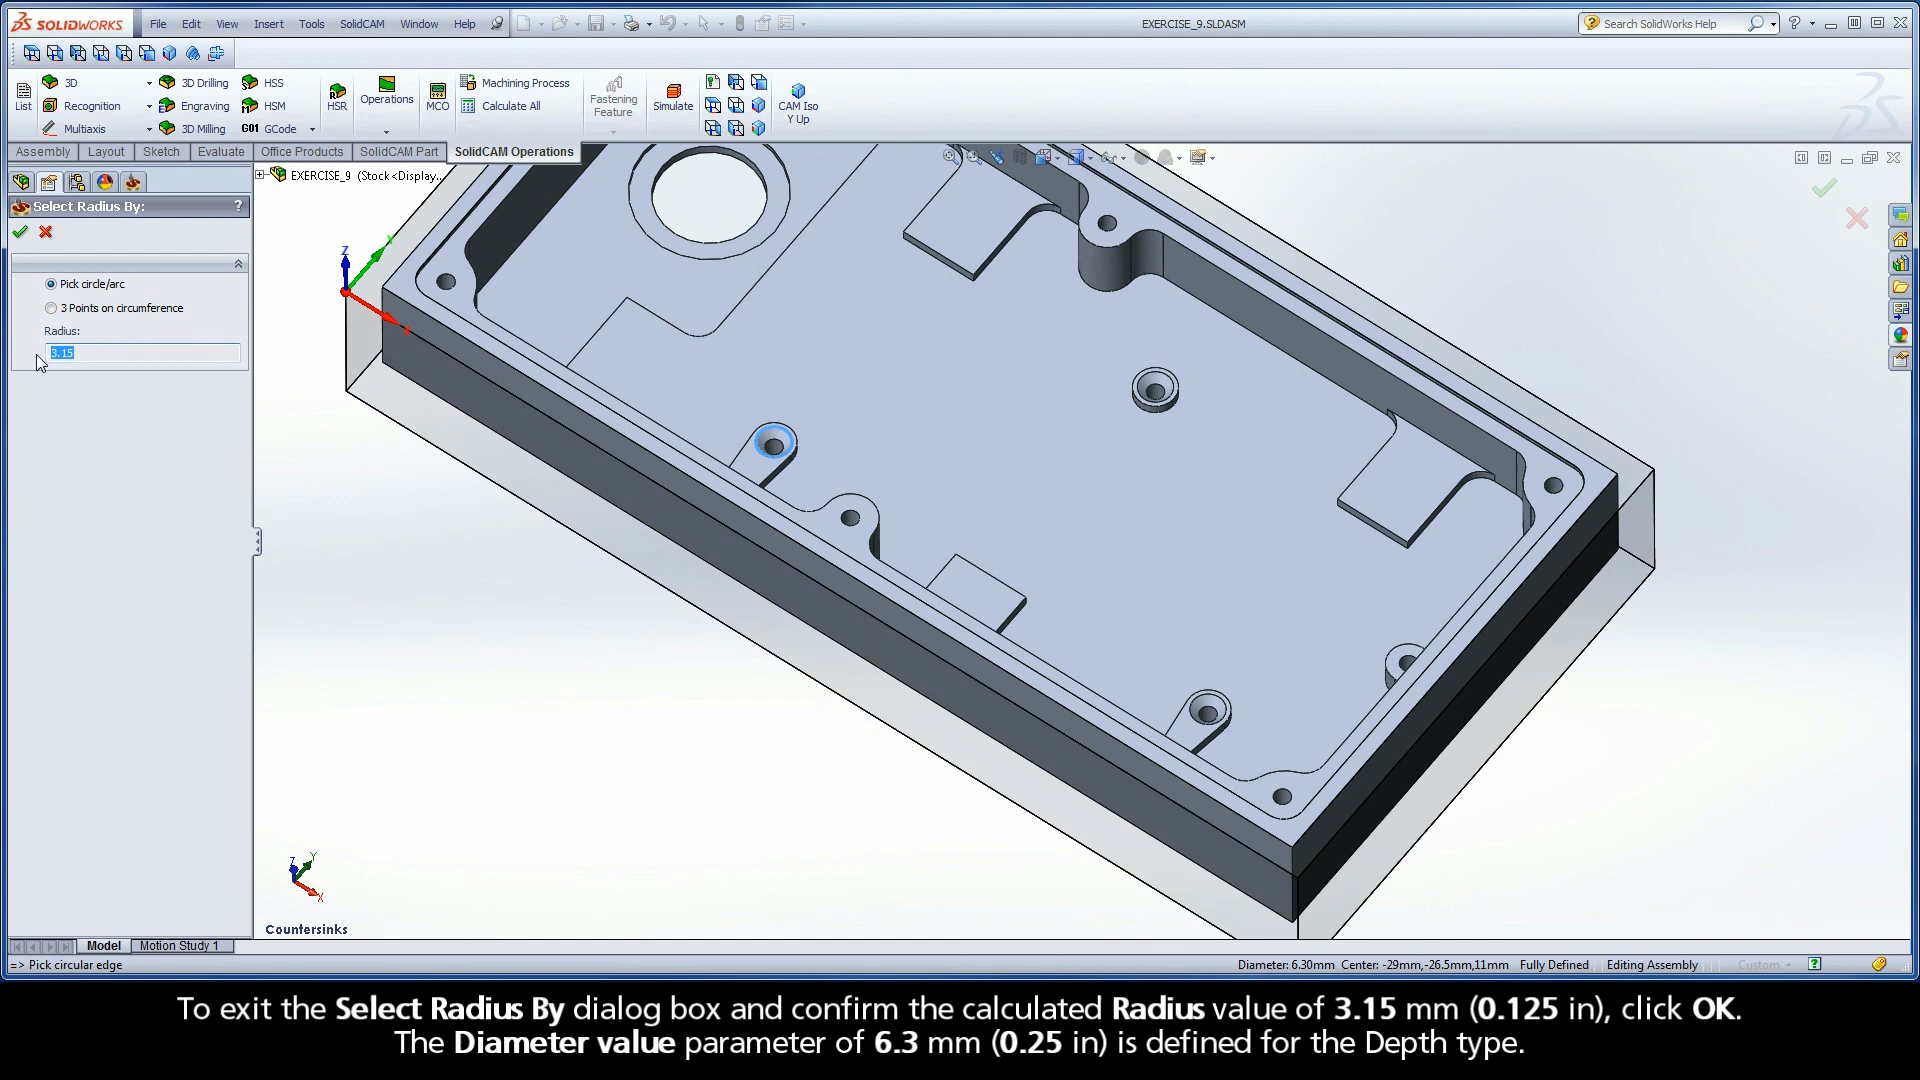 SOLIDWORKS File Edit View Insert Tools SolidCAM Window Help EXERCISE_9.SLDASM Search SolidWorks Help
3D 3D Drilling HSS Machining Process
List Recognition Engraving HSM HSR Operations MCO Calculate All Fastening Feature Simulate CAM Iso Y Up
Multiaxis 3D Milling G01 GCode
Assembly Layout Sketch Evaluate Office Products SolidCAM Part SolidCAM Operations
EXERCISE_9 (Stock<Display...
Select Radius By: ?
Pick circle/arc
3 Points on circumference
Radius:
3.15
Z
Z Y
X
Countersinks
Model Motion Study 1
=> Pick circular edge Diameter: 6.30mm Center: -29mm,-26.5mm,11mm Fully Defined Editing Assembly Custom
To exit the Select Radius By dialog box and confirm the calculated Radius value of 3.15 mm (0.125 in), click OK.
The Diameter value parameter of 6.3 mm (0.25 in) is defined for the Depth type.